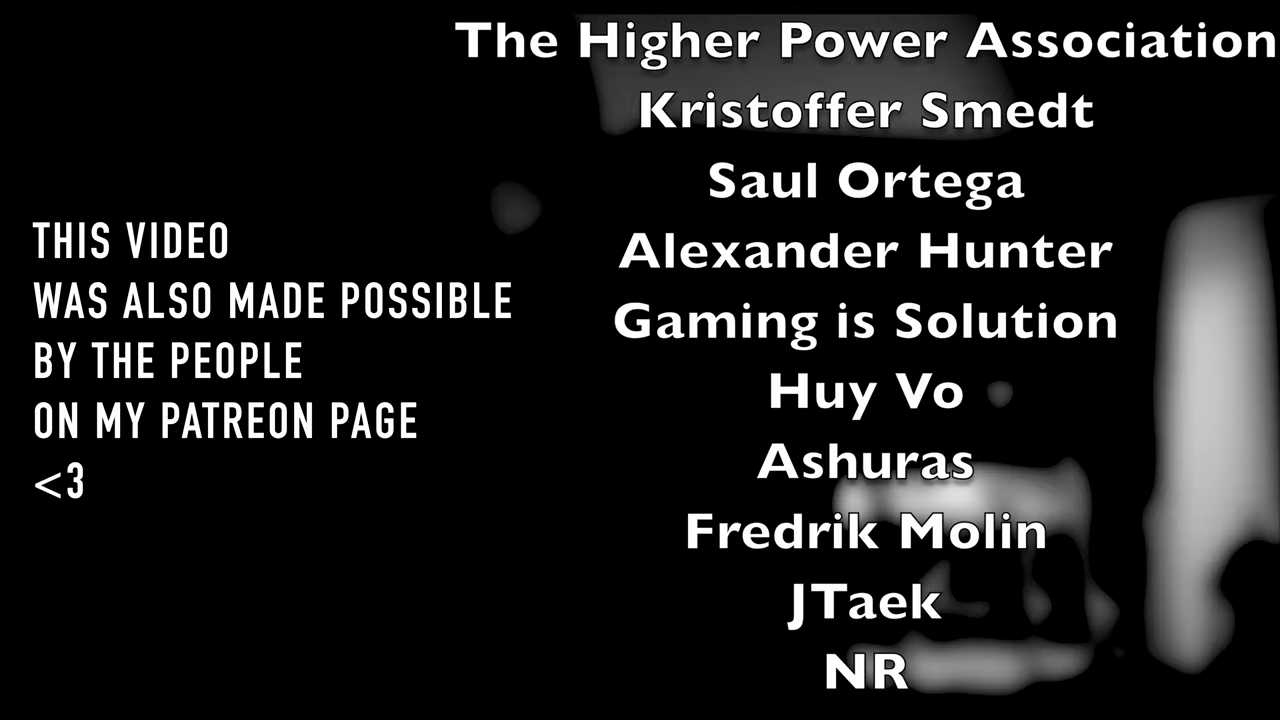 THIS VIDEO
WAS ALSO MADE POSSIBLE
BY THE PEOPLE
ON MY PATREON PAGE
<3
The Higher Power Association
Kristoffer Smedt
Saul Ortega
Alexander Hunter
Gaming is Solution
Huy Vo
Ashuras
Fredrik Molin
JTaek
NR